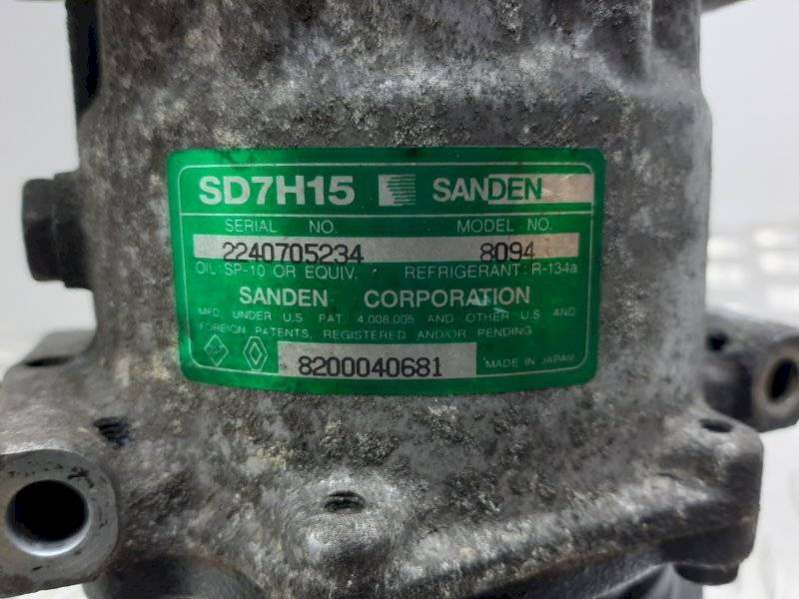 SD7H15 SANDEN
SERIAL NO. MODEL NO.
2240705234 8094
OIL: SP-10 OR EQUIV. REFRIGERANT: R-134a
SANDEN CORPORATION
MFD. UNDER U.S PAT. 4,008,005 AND OTHER U.S AND
FOREIGN PATENTS, REGISTERED AND/OR PENDING
8200040681 MADE IN JAPAN